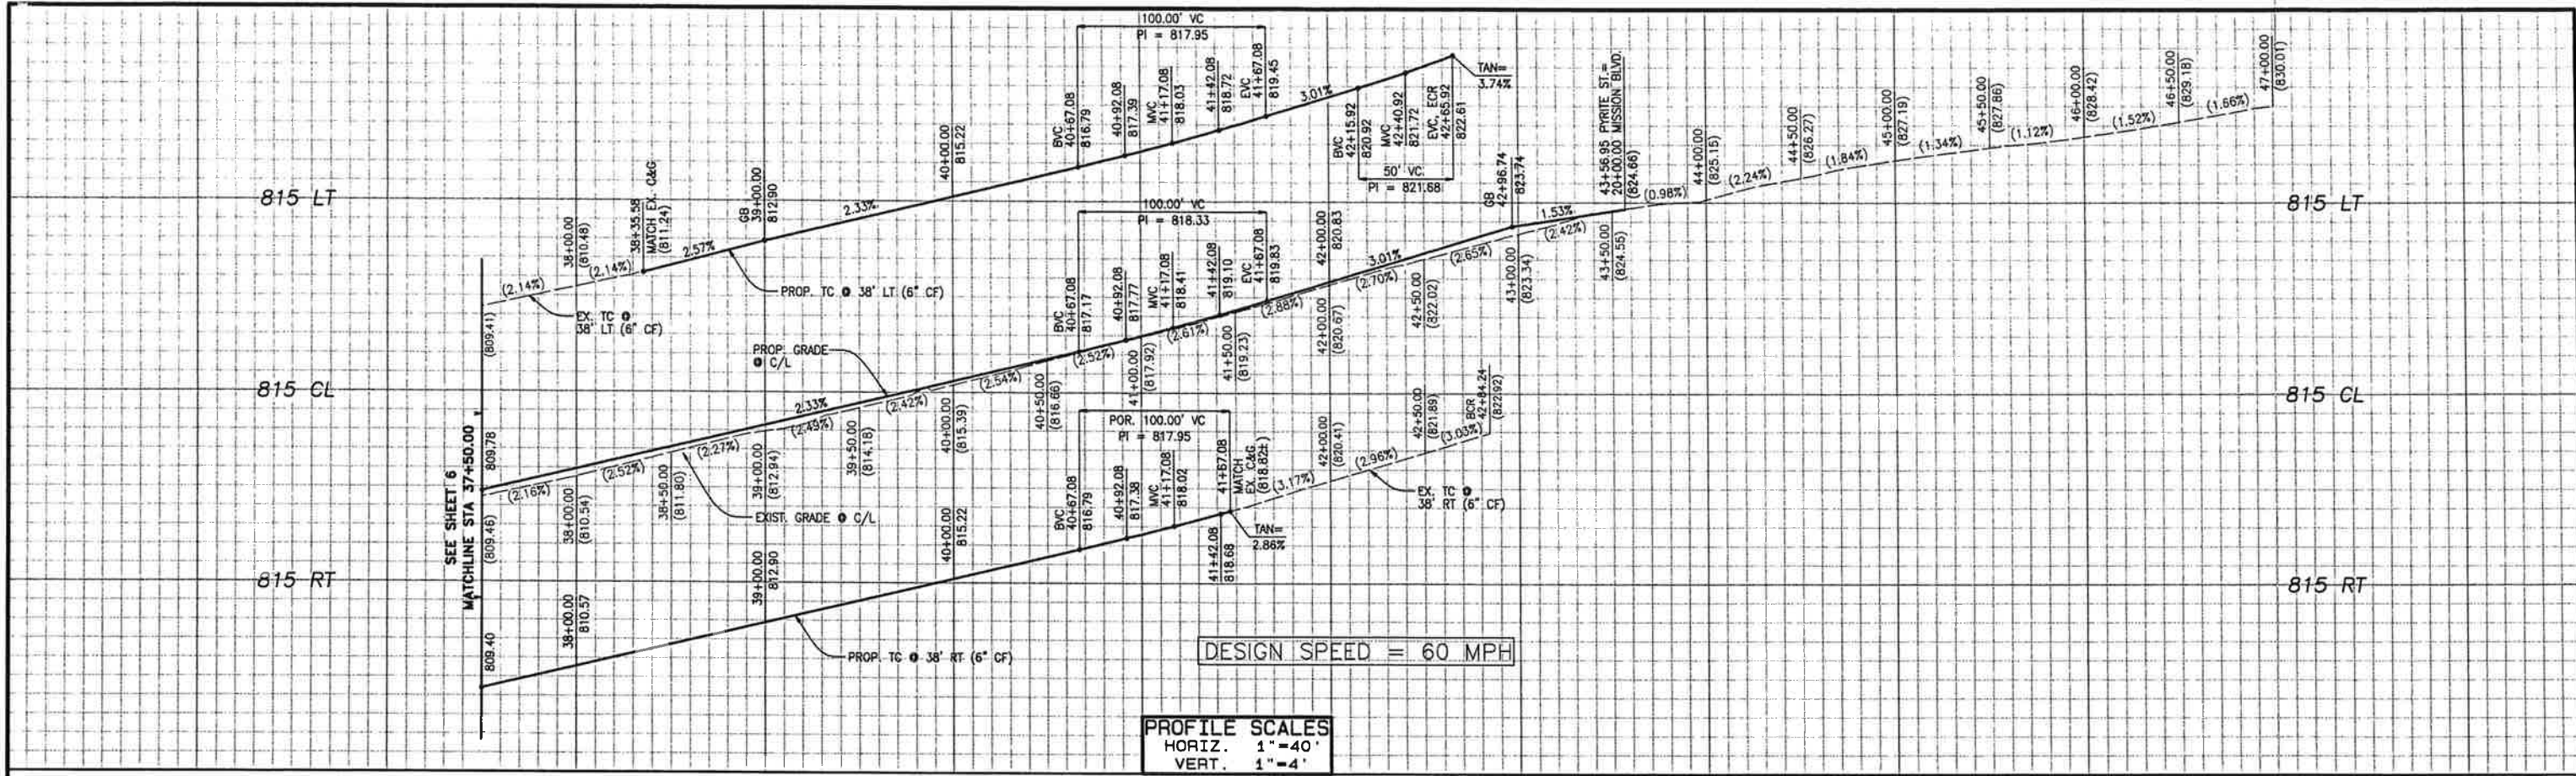 100.00' VC
PI = 817.95
BVC
40+67.08
816.79
40+92.08
817.39
MVC
41+17.08
818.03
41+42.08
818.72
EVC
41+67.08
819.45
3.01%
TAN=
3.74%
BVC
42+15.92
820.92
MVC
42+40.92
821.72
EVC, ECR
42+65.92
822.61
50' VC
PI = 821.68
GB
42+96.74
823.74
43+56.95 PYRITE ST.=
20+00.00 MISSION BLVD.
(824.66)
44+00.00
(825.15)
44+50.00
(826.27)
45+00.00
(827.19)
45+50.00
(827.86)
46+00.00
(828.42)
46+50.00
(829.18)
47+00.00
(830.01)
(0.98%)
(2.24%)
(1.84%)
(1.34%)
(1.12%)
(1.52%)
(1.66%)
815 LT
815 LT
38+00.00
(810.48)
38+35.58
MATCH EX. C&G
(811.24)
GB
39+00.00
812.90
40+00.00
815.22
(2.14%)
(2.14%)
2.57%
2.33%
PROP. TC @ 38' LT (6" CF)
EX. TC @
38' LT (6" CF)
(809.41)
100.00' VC
PI = 818.33
BVC
40+67.08
817.17
40+92.08
817.77
MVC
41+17.08
818.41
41+42.08
819.10
EVC
41+67.08
819.83
42+00.00
820.83
3.01%
1.53%
PROP. GRADE
@ C/L
2.33%
(2.16%)
(2.52%)
(2.27%)
(2.49%)
(2.42%)
(2.54%)
(2.52%)
(2.61%)
(2.88%)
(2.70%)
(2.65%)
(2.42%)
815 CL
815 CL
SEE SHEET 6
MATCHLINE STA 37+50.00
809.78
(809.46)
38+00.00
(810.54)
38+50.00
(811.80)
39+00.00
(812.94)
39+50.00
(814.18)
40+00.00
(815.39)
40+50.00
(816.66)
41+00.00
(817.92)
41+50.00
(819.23)
42+00.00
(820.67)
42+50.00
(822.02)
43+00.00
(823.34)
43+50.00
(824.55)
EXIST. GRADE @ C/L
POR. 100.00' VC
PI = 817.95
BVC
40+67.08
816.79
40+92.08
817.38
MVC
41+17.08
818.02
41+42.08
818.68
41+67.08
MATCH
EX. C&G
(818.82±)
TAN=
2.86%
42+00.00
(820.41)
42+50.00
(821.89)
BCR
42+84.24
(822.92)
(3.17%)
(2.96%)
(3.03%)
EX. TC @
38' RT (6" CF)
815 RT
815 RT
809.40
38+00.00
810.57
39+00.00
812.90
40+00.00
815.22
PROP. TC @ 38' RT (6" CF)
DESIGN SPEED = 60 MPH
PROFILE SCALES
HORIZ. 1"=40'
VERT. 1"=4'